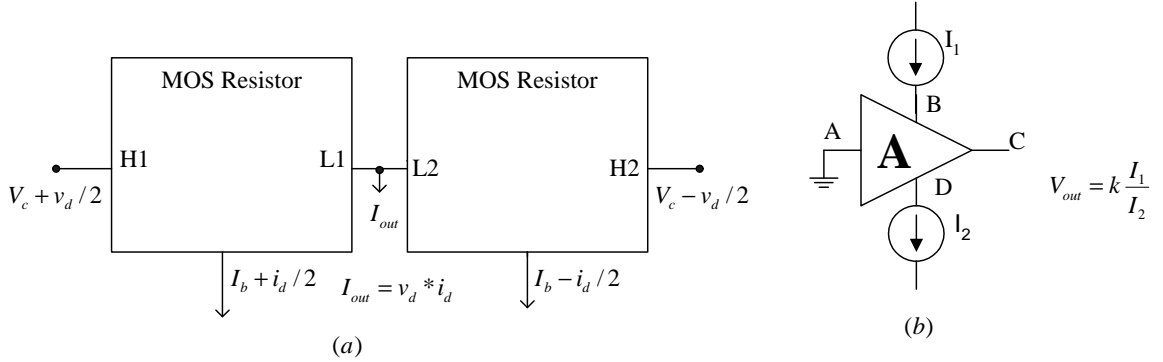 MOS Resistor
MOS Resistor
H1
L1
L2
H2
V_c + v_d / 2
I_out
V_c − v_d / 2
I_b + i_d / 2
I_out = v_d * i_d
I_b − i_d / 2
(a)
I_1
B
A
A
C
D
I_2
V_out = k I_1 / I_2
(b)